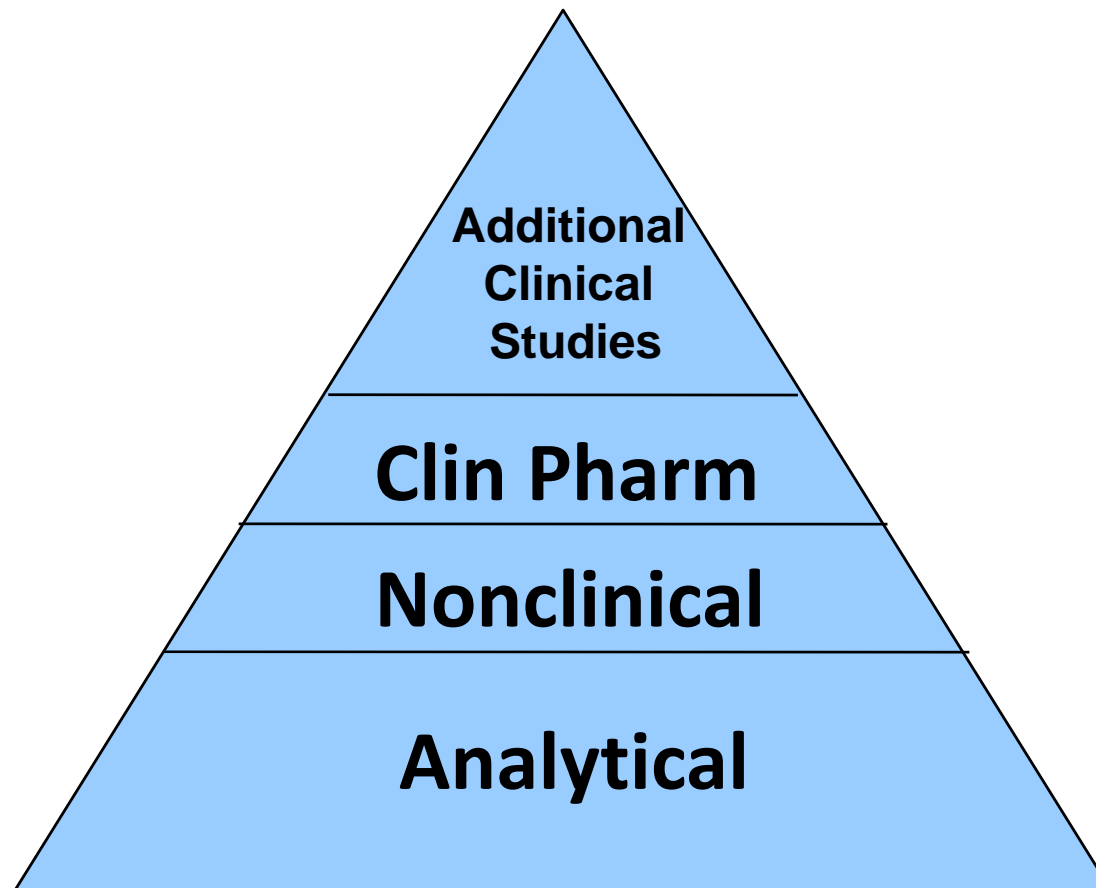 Additional
Clinical
Studies
Clin Pharm
Nonclinical
Analytical